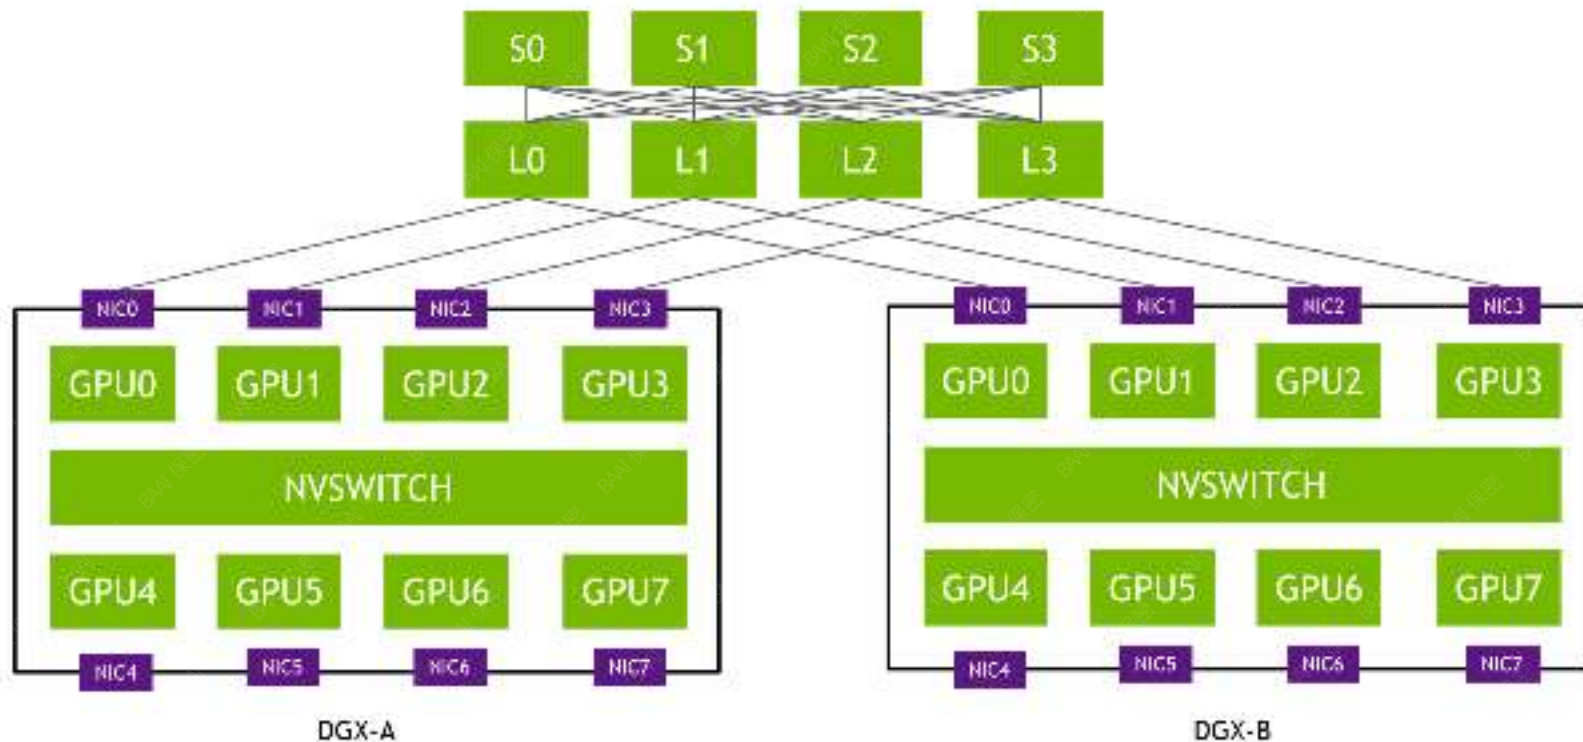 S0 S1 S2 S3
L0 L1 L2 L3
NIC0 NIC1 NIC2 NIC3 NIC0 NIC1 NIC2 NIC3
GPU0 GPU1 GPU2 GPU3 GPU0 GPU1 GPU2 GPU3
NVSWITCH NVSWITCH
GPU4 GPU5 GPU6 GPU7 GPU4 GPU5 GPU6 GPU7
NIC4 NIC5 NIC6 NIC7 NIC4 NIC5 NIC6 NIC7
DGX-A DGX-B